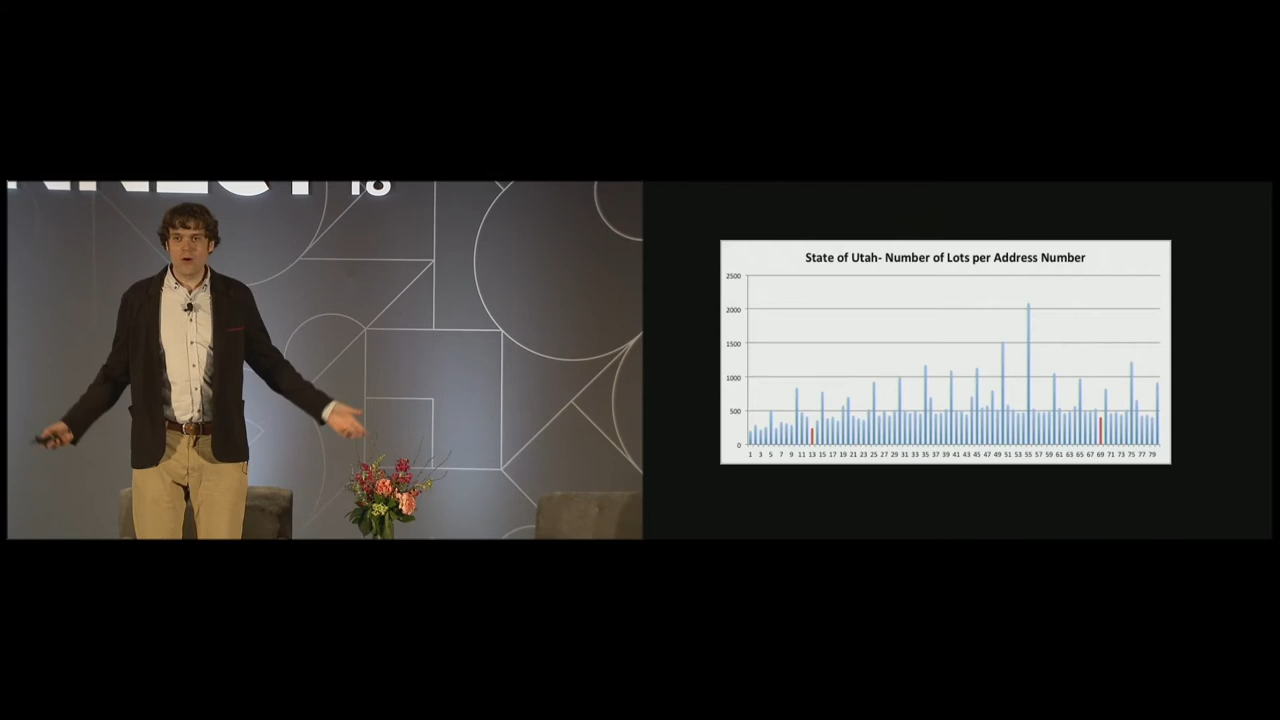 NNECT 18
State of Utah- Number of Lots per Address Number
2500
2000
1500
1000
500
0
1 3 5 7 9 11 13 15 17 19 21 23 25 27 29 31 33 35 37 39 41 43 45 47 49 51 53 55 57 59 61 63 65 67 69 71 73 75 77 79